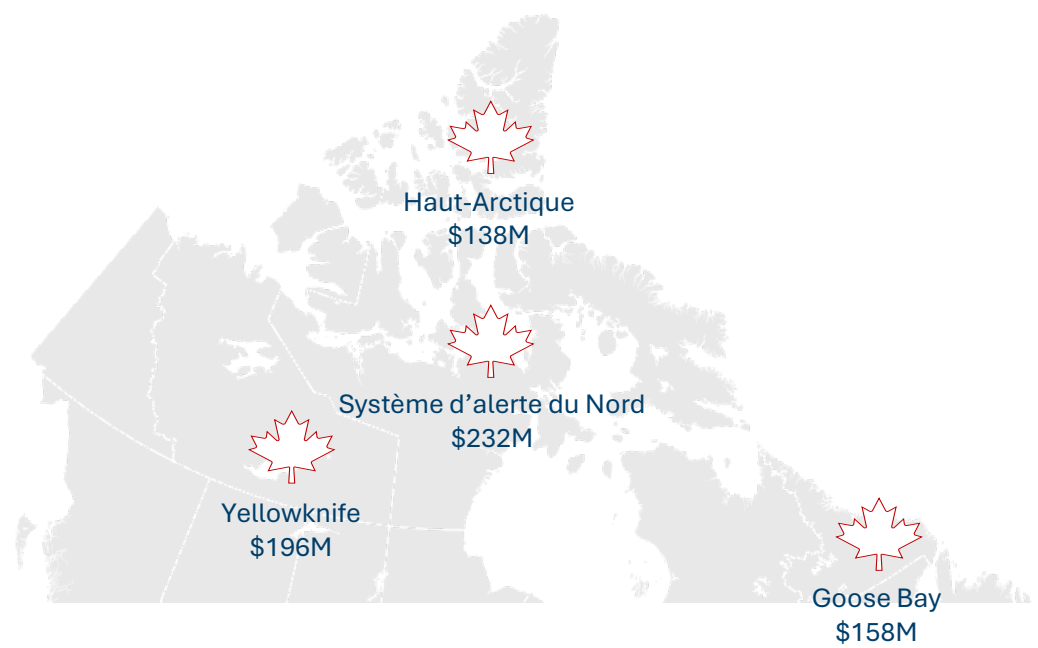 Haut-Arctique
$138M
Système d’alerte du Nord
$232M
Yellowknife
$196M
Goose Bay
$158M